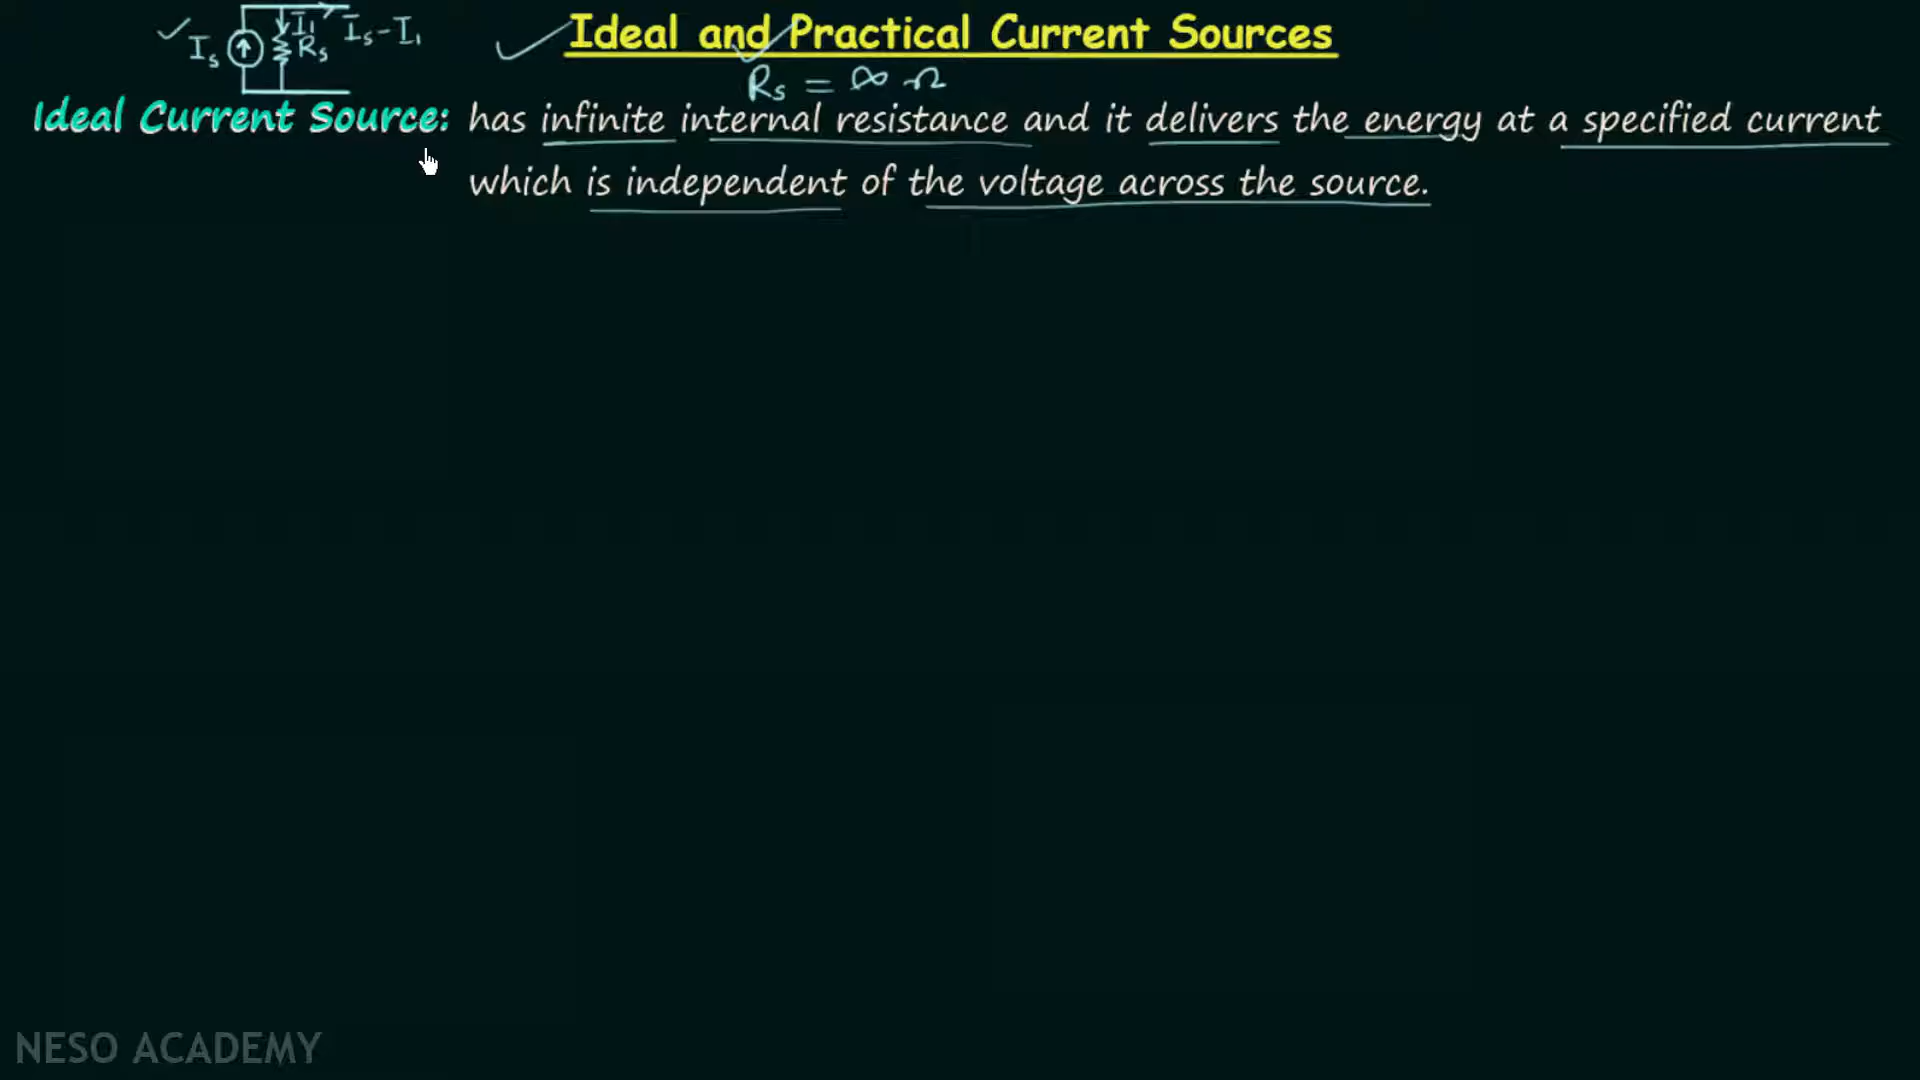 Is I1 Rs Is-I1
Ideal and Practical Current Sources
Rs = ∞ Ω
Ideal Current Source: has infinite internal resistance and it delivers the energy at a specified current
which is independent of the voltage across the source.
NESO ACADEMY